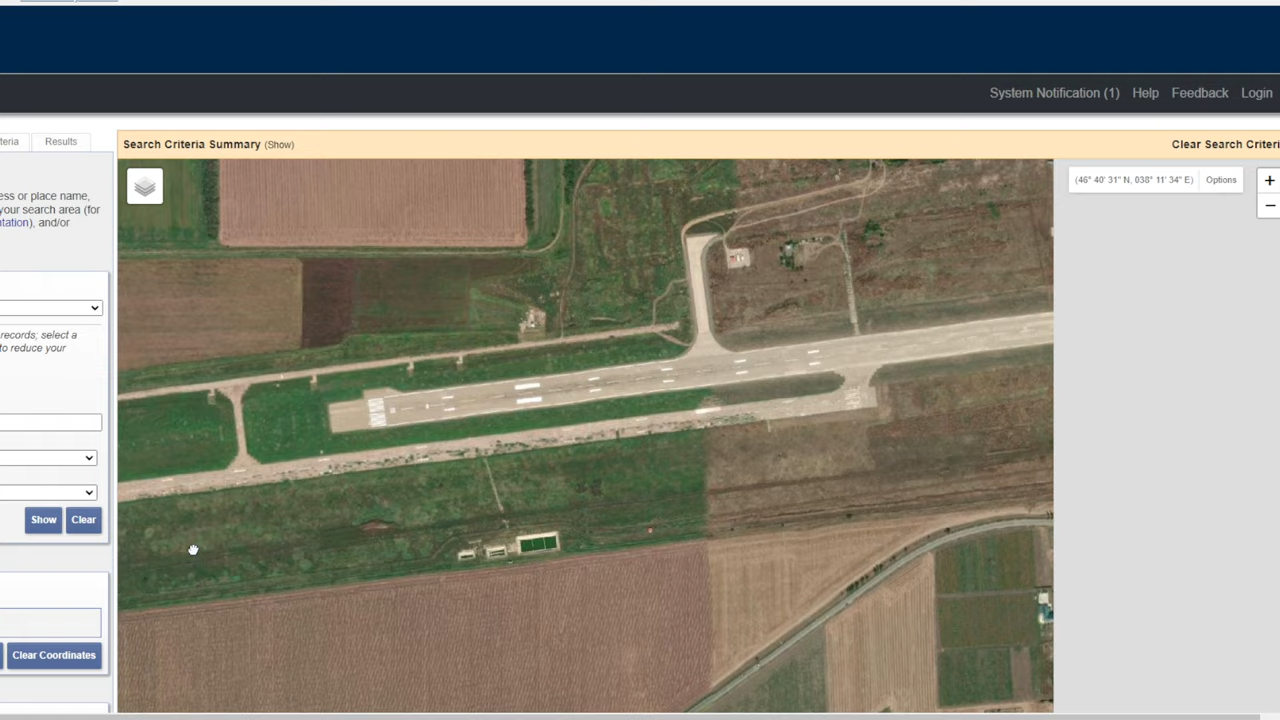 System Notification (1) Help Feedback Login
teria Results
Search Criteria Summary (Show) Clear Search Criteri
ess or place name,
your search area (for
ntation), and/or
(46° 40' 31" N, 038° 11' 34" E) Options
+
−
records; select a
to reduce your
Show Clear
Clear Coordinates